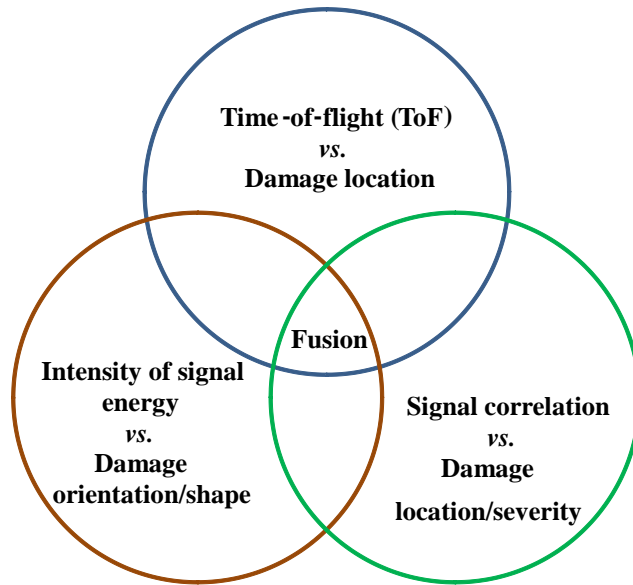 Time-of-flight (ToF)
vs.
Damage location
Fusion
Intensity of signal
energy
vs.
Damage
orientation/shape
Signal correlation
vs.
Damage
location/severity